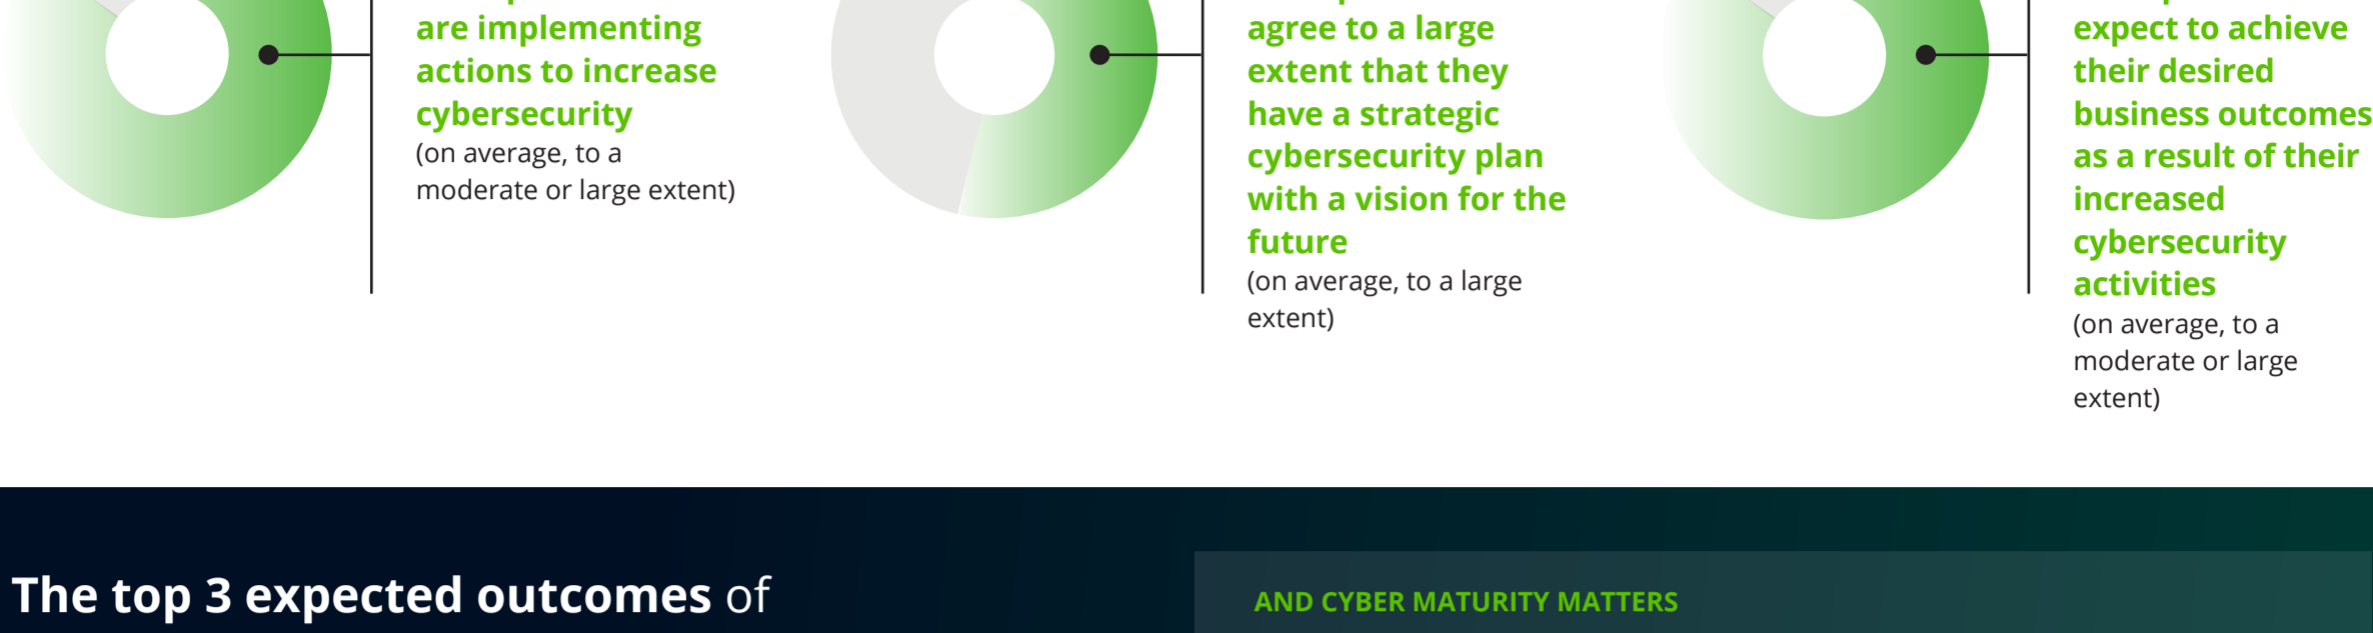 are implementing
actions to increase
cybersecurity
(on average, to a
moderate or large extent)
agree to a large
extent that they
have a strategic
cybersecurity plan
with a vision for the
future
(on average, to a large
extent)
expect to achieve
their desired
business outcomes
as a result of their
increased
cybersecurity
activities
(on average, to a
moderate or large
extent)
The top 3 expected outcomes of
AND CYBER MATURITY MATTERS